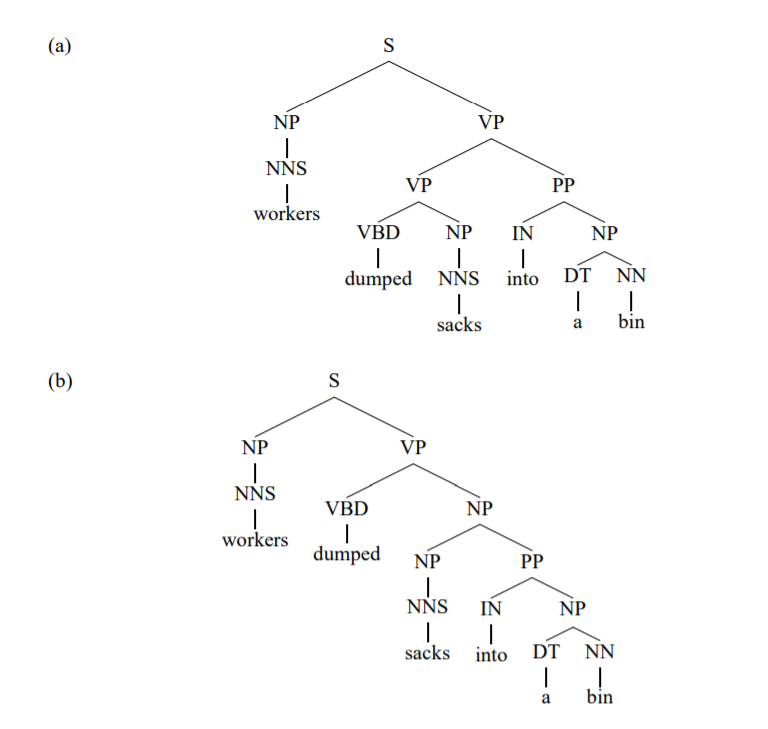 (a) S
NP VP
NNS
VP PP
workers
VBD NP IN NP
dumped NNS into DT NN
sacks a bin
(b) S
NP VP
NNS
VBD NP
workers
dumped
NP PP
NNS IN NP
sacks into DT NN
a bin